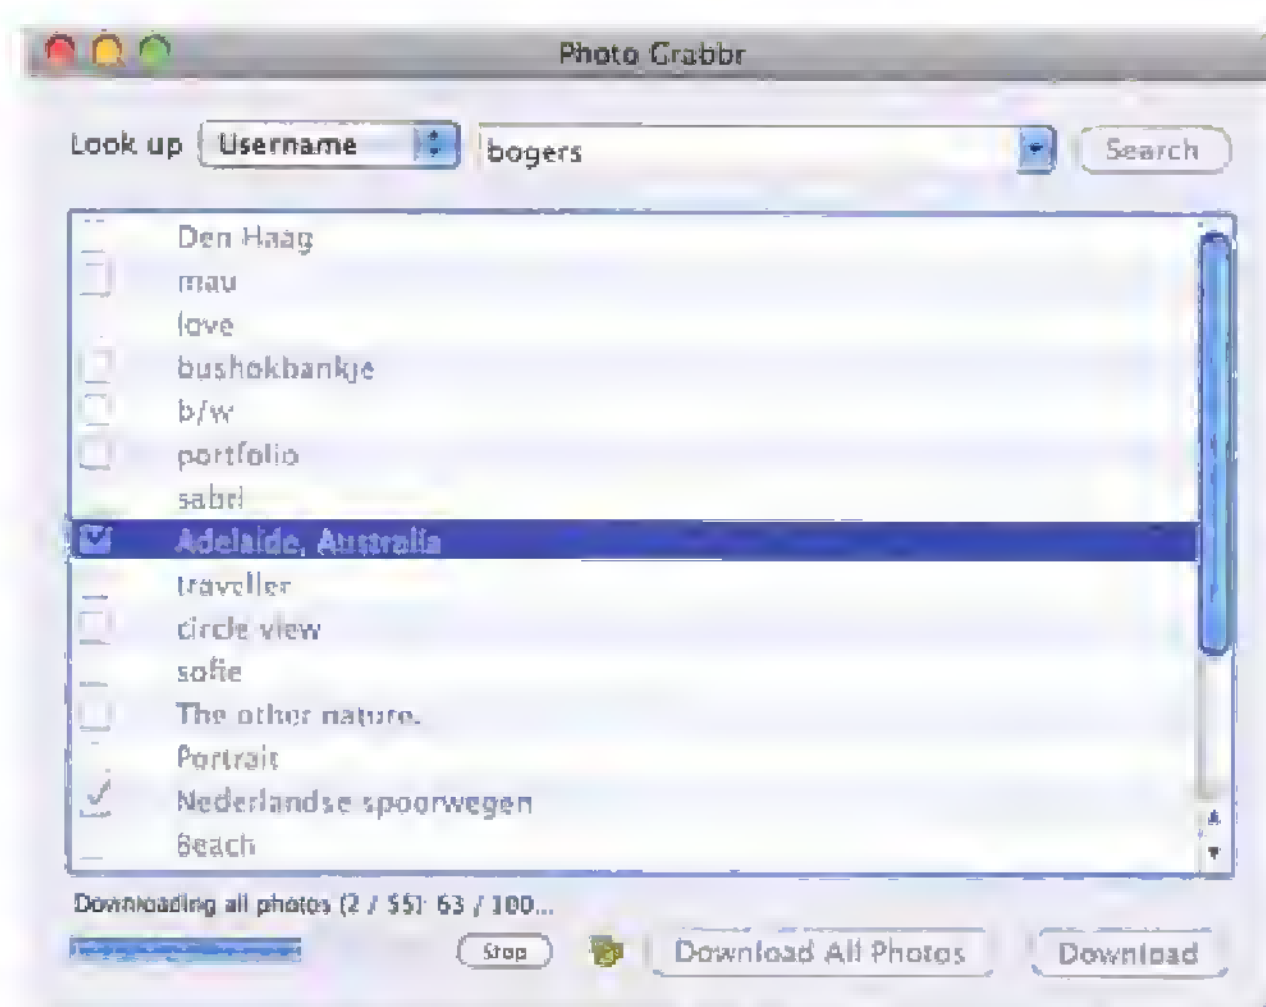 Photo Grabbr
Look up Username bogers Search
Den Haag
mau
love
bushokbankje
b/w
portfolio
Adelaide, Australia
traveller
circle view
sofie
The other nature.
Portrait
Nederlandse spoorwegen
Beach
Downloading all photos (2 / 55): 63 / 100...
Stop Download All Photos Download